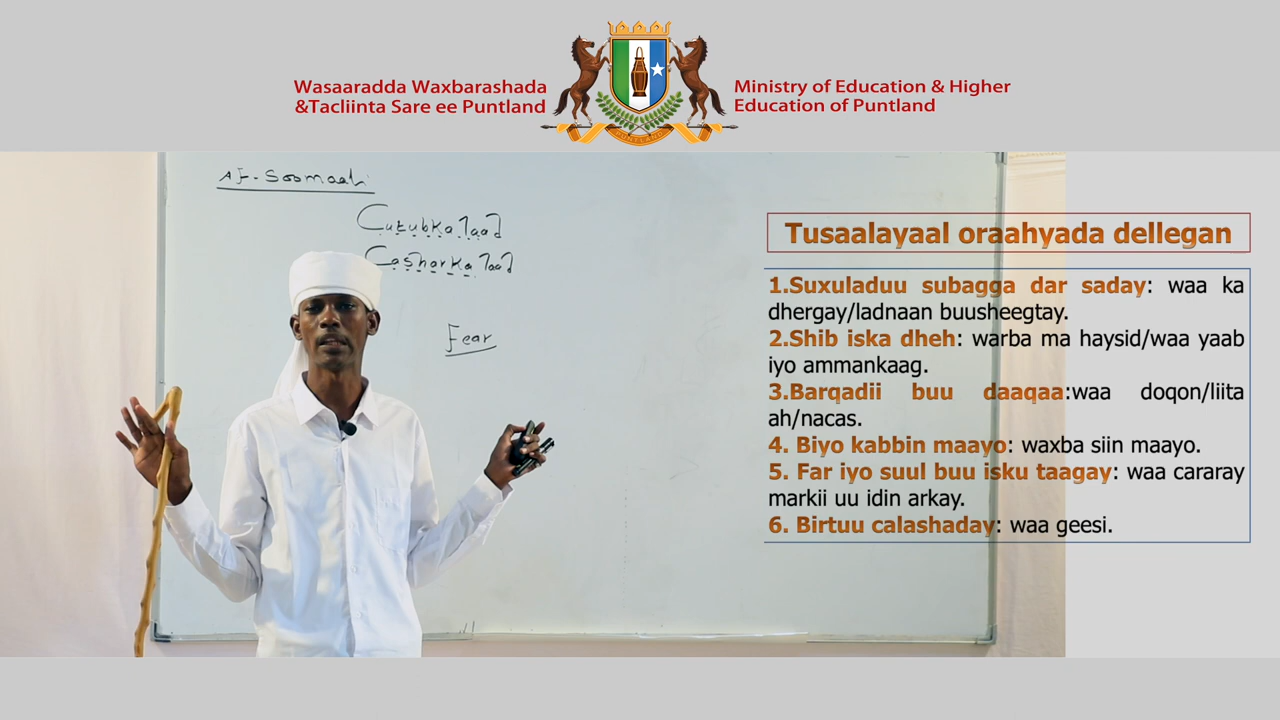 Wasaaradda Waxbarashada
&Tacliinta Sare ee Puntland
Ministry of Education & Higher
Education of Puntland
PUNTLAND
AF-Soomaali
Cutubka 1aad
Casharka 1aad
Fear
Tusaalayaal oraahyada dellegan
1.Suxuladuu subagga dar saday: waa ka
dhergay/ladnaan buusheegtay.
2.Shib iska dheh: warba ma haysid/waa yaab
iyo ammankaag.
3.Barqadii buu daaqaa:waa doqon/liita
ah/nacas.
4. Biyo kabbin maayo: waxba siin maayo.
5. Far iyo suul buu isku taagay: waa cararay
markii uu idin arkay.
6. Birtuu calashaday: waa geesi.